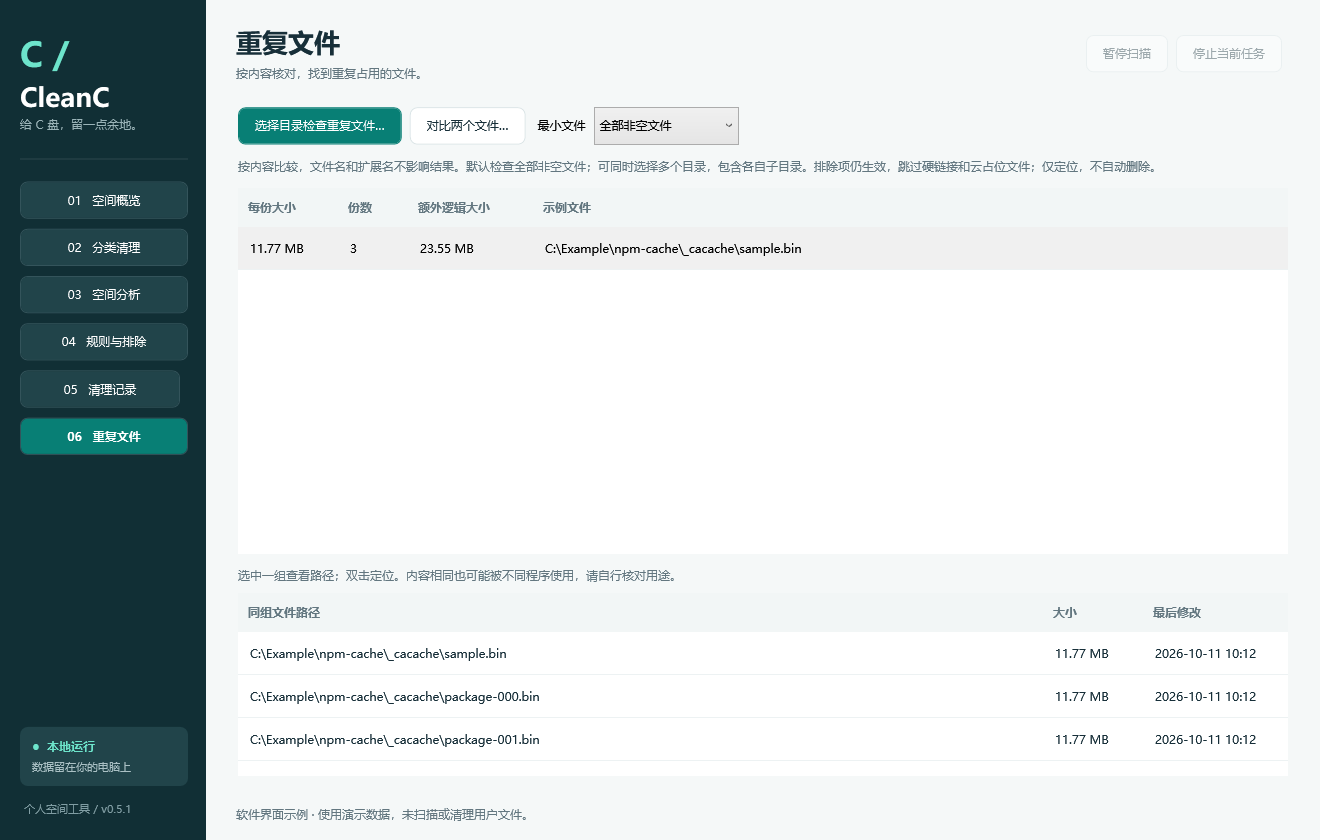 C /
CleanC
给 C 盘，留一点余地。
01 空间概览
02 分类清理
03 空间分析
04 规则与排除
05 清理记录
06 重复文件
● 本地运行
数据留在你的电脑上
个人空间工具 / v0.5.1
重复文件
按内容核对，找到重复占用的文件。
暂停扫描 停止当前任务
选择目录检查重复文件... 对比两个文件... 最小文件 全部非空文件
按内容比较，文件名和扩展名不影响结果。默认检查全部非空文件；可同时选择多个目录，包含各自子目录。排除项仍生效，跳过硬链接和云占位文件；仅定位，不自动删除。
每份大小 份数 额外逻辑大小 示例文件
11.77 MB 3 23.55 MB C:\Example\npm-cache\_cacache\sample.bin
选中一组查看路径；双击定位。内容相同也可能被不同程序使用，请自行核对用途。
同组文件路径 大小 最后修改
C:\Example\npm-cache\_cacache\sample.bin 11.77 MB 2026-10-11 10:12
C:\Example\npm-cache\_cacache\package-000.bin 11.77 MB 2026-10-11 10:12
C:\Example\npm-cache\_cacache\package-001.bin 11.77 MB 2026-10-11 10:12
软件界面示例 · 使用演示数据，未扫描或清理用户文件。